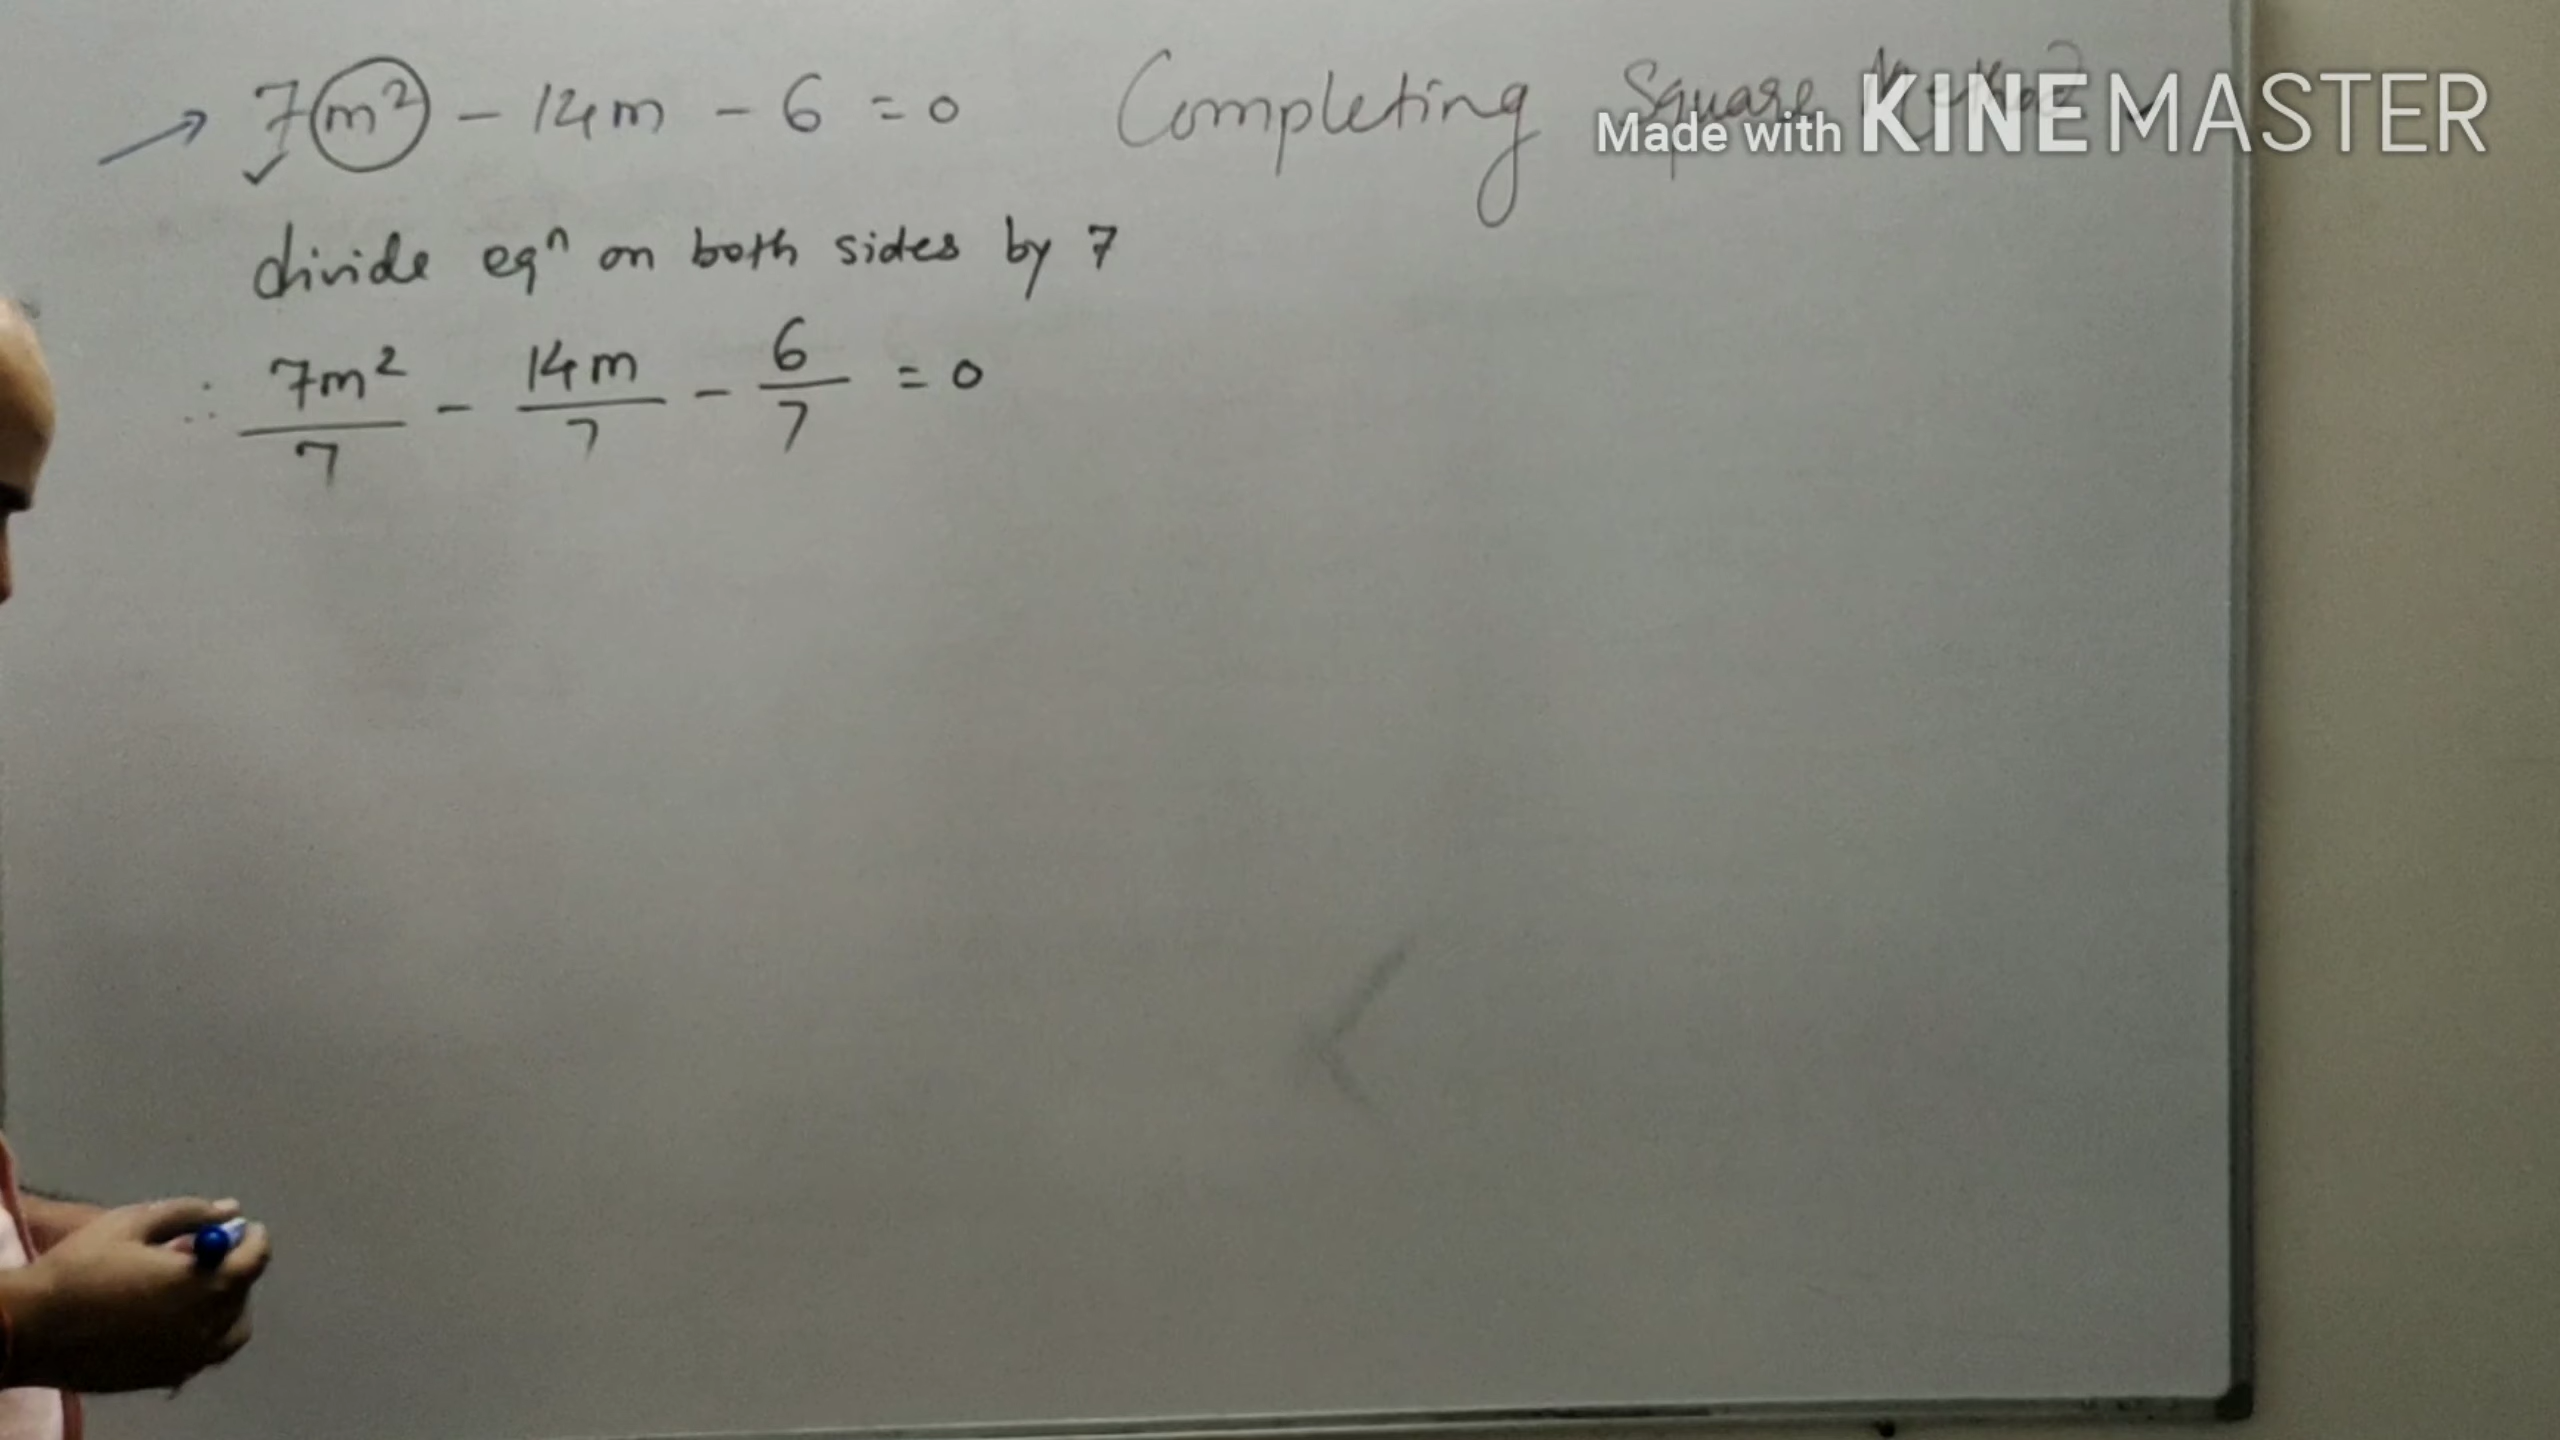 7m² - 14m - 6 = 0 Completing Square
Made with KINEMASTER
divide eqⁿ on both sides by 7
∴ 7m²/7 - 14m/7 - 6/7 = 0